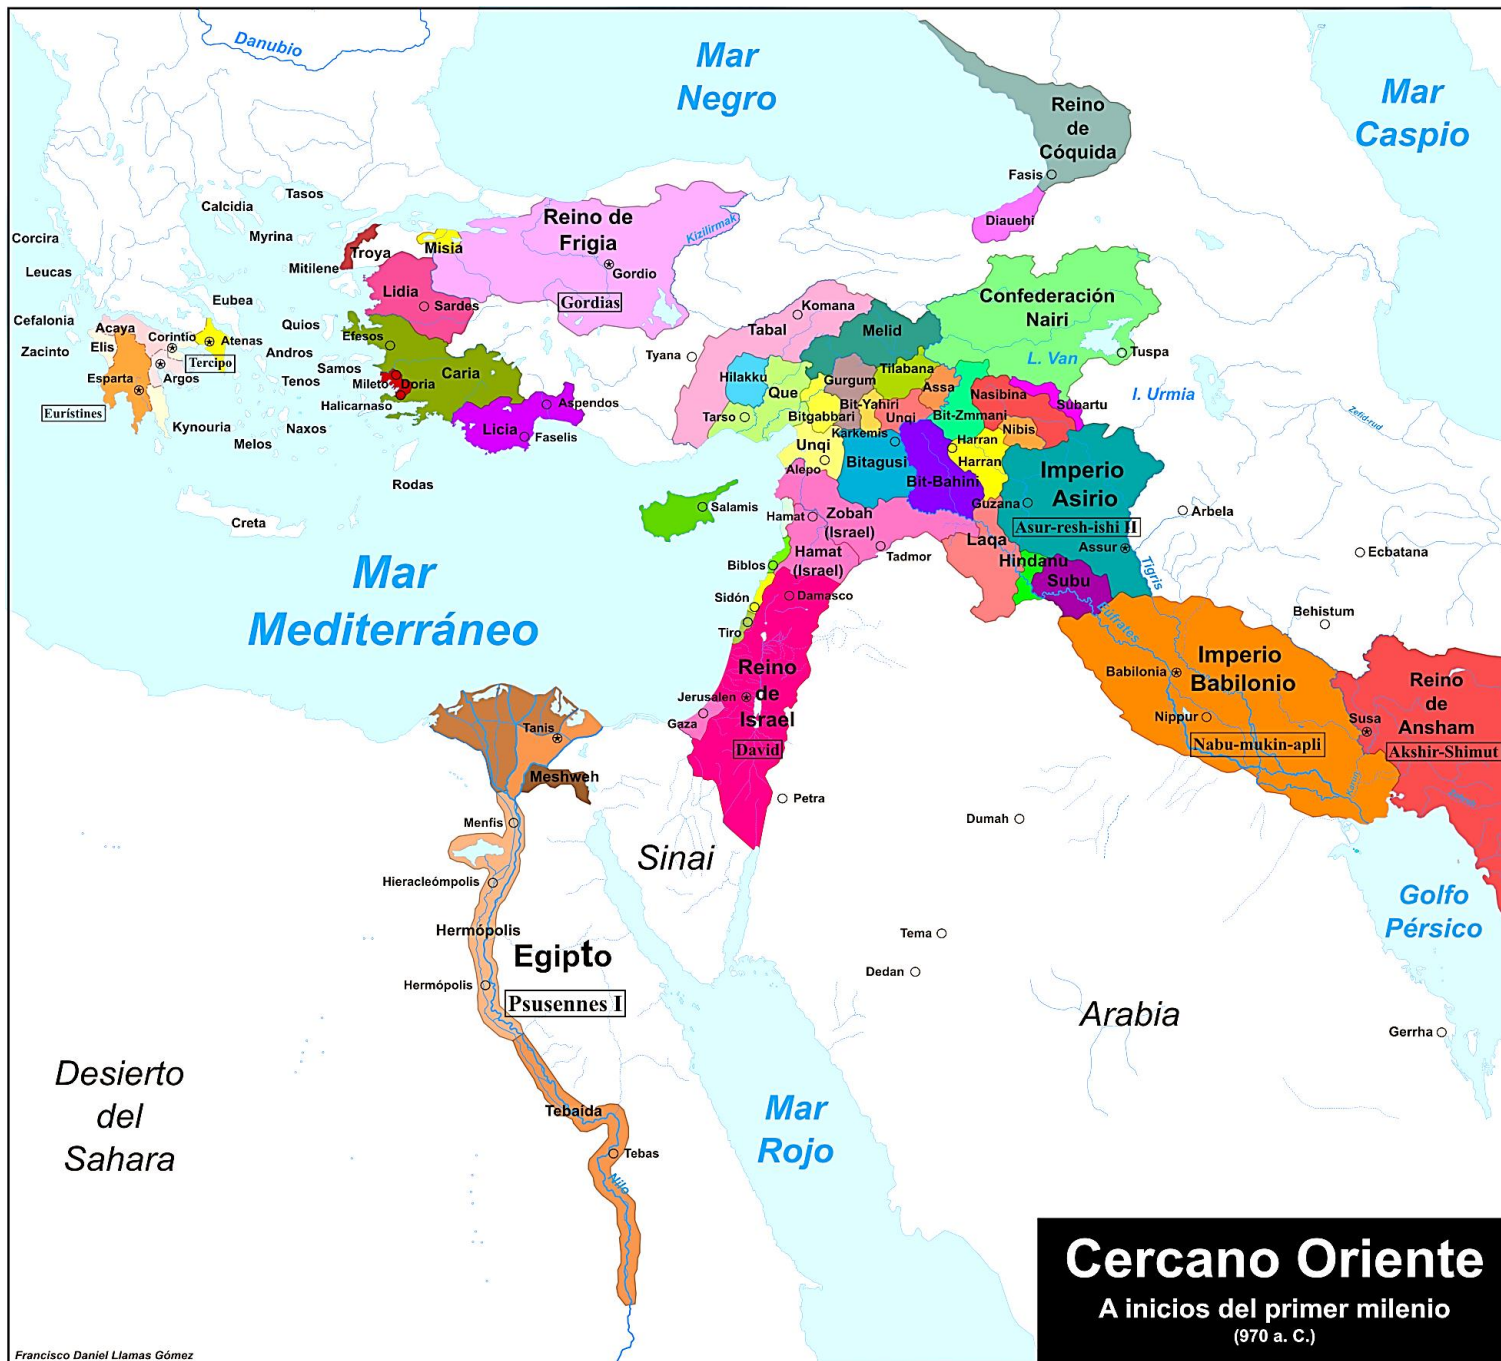 Danubio
Mar
Negro
Mar
Caspio
Reino
de
Cóquida
Fasis
Diauehi
Tasos
Calcidia
Myrina
Corcira
Leucas
Mitilene
Troya
Misia
Reino de
Frigia
Kizilirmak
Gordio
Gordias
Lidia
Sardes
Eubea
Cefalonia
Acaya
Corintio
Atenas
Elis
Zacinto
Tercipo
Esparta
Argos
Eurístines
Kynouria
Melos
Quios
Andros
Samos
Tenos
Naxos
Efesos
Mileto
Doria
Halicarnaso
Caria
Licia
Aspendos
Faselis
Rodas
Creta
Komana
Tabal
Tyana
Melid
Confederación
Nairi
L. Van
Tuspa
l. Urmia
Zefid-rud
Hilakku
Que
Tarso
Gurgum
Tilabana
Assa
Bitgabbari
Bit-Yahiri
Unqi
Bit-Zmmani
Nasibina
Subartu
Nibis
Karkemis
Harran
Harran
Unqi
Alepo
Bitagusi
Bit-Bahini
Guzana
Imperio
Asirio
Asur-resh-ishi II
Assur
Arbela
Ecbatana
Tigris
Salamis
Hamat
Zobah
(Israel)
Hamat
(Israel)
Tadmor
Laqa
Hindanu
Subu
Biblos
Sidón
Damasco
Tiro
Mar
Mediterráneo
Reino
de
Israel
Jerusalen
Gaza
David
Petra
Éufrates
Behistum
Babilonia
Imperio
Babilonio
Nippur
Nabu-mukin-apli
Susa
Reino
de
Ansham
Akshir-Shimut
Karun
Tanis
Meshweh
Menfis
Hieracleómpolis
Hermópolis
Hermópolis
Egipto
Psusennes I
Sinai
Dumah
Tema
Dedan
Arabia
Golfo
Pérsico
Gerrha
Desierto
del
Sahara
Tebaida
Tebas
Nilo
Mar
Rojo
Cercano Oriente
A inicios del primer milenio
(970 a. C.)
Francisco Daniel Llamas Gómez